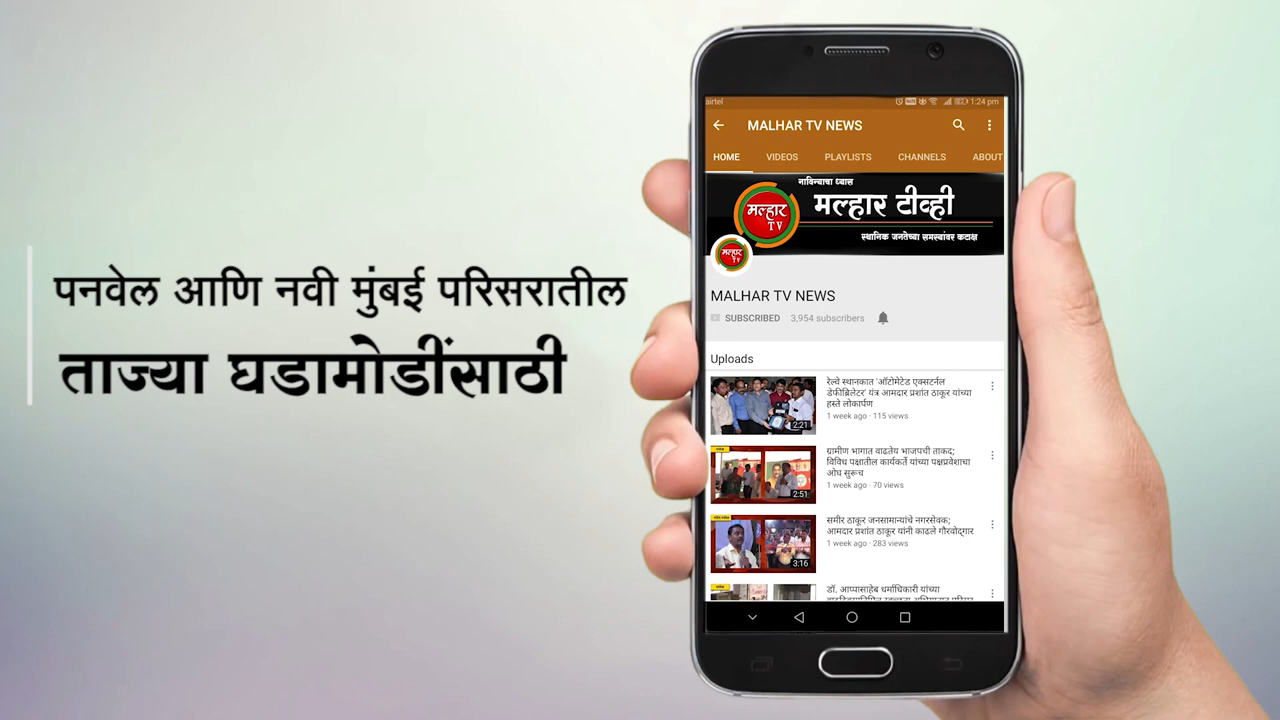 पनवेल आणि नवी मुंबई परिसरातील
ताज्या घडामोडींसाठी
airtel
1:24 pm
MALHAR TV NEWS
HOME VIDEOS PLAYLISTS CHANNELS ABOUT
नाविन्याचा ध्यास
मल्हार टीव्ही
मल्हार
TV
स्थानिक जनतेच्या समस्यांवर कटाक्ष
मल्हार
TV
MALHAR TV NEWS
SUBSCRIBED 3,954 subscribers
Uploads
रेल्वे स्थानकात 'ऑटोमेटेड एक्सटर्नल
डेफीब्रिलेटर' यंत्र आमदार प्रशांत ठाकूर यांच्या
हस्ते लोकार्पण
1 week ago · 115 views
2:21
ग्रामीण भागात वाढतेय भाजपची ताकद;
विविध पक्षातील कार्यकर्ते यांच्या पक्षप्रवेशाचा
ओघ सुरूच
1 week ago · 70 views
2:51
समीर ठाकूर जनसामान्यांचे नगरसेवक;
आमदार प्रशांत ठाकूर यांनी काढले गौरवोद्गार
1 week ago · 283 views
3:16
डॉ. आप्पासाहेब धर्माधिकारी यांच्या